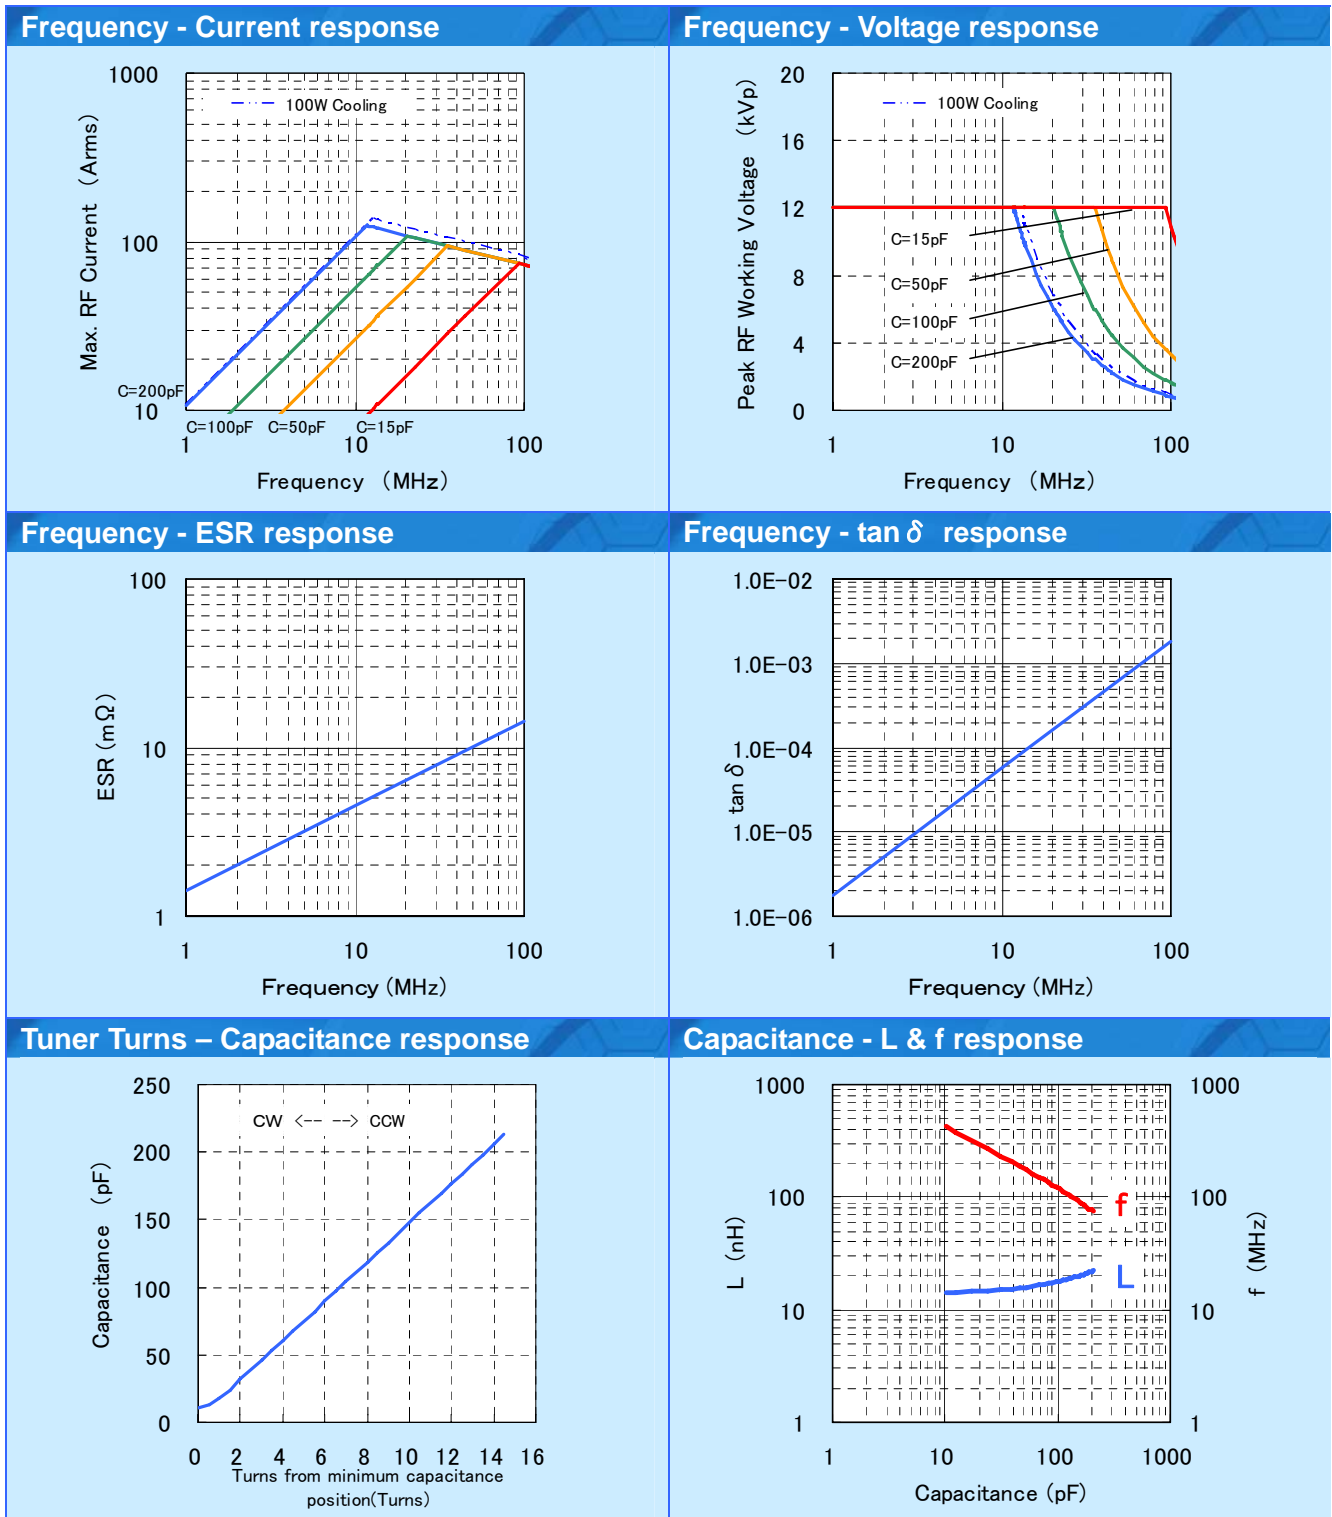 Frequency - Current response
1000
100
10
Max. RF Current (Arms)
100W Cooling
C=200pF
C=100pF C=50pF C=15pF
1 10 100
Frequency (MHz)
Frequency - Voltage response
20
16
12
8
4
0
Peak RF Working Voltage (kVp)
100W Cooling
C=15pF
C=50pF
C=100pF
C=200pF
1 10 100
Frequency (MHz)
Frequency - ESR response
100
10
1
ESR (mΩ)
1 10 100
Frequency (MHz)
Frequency - tan δ response
1.0E-02
1.0E-03
1.0E-04
1.0E-05
1.0E-06
tan δ
1 10 100
Frequency (MHz)
Tuner Turns – Capacitance response
250
200
150
100
50
0
Capacitance (pF)
CW <-- --> CCW
0 2 4 6 8 10 12 14 16
Turns from minimum capacitance
position(Turns)
Capacitance - L & f response
1000
100
10
1
L (nH)
f
L
1000
100
10
1
f (MHz)
1 10 100 1000
Capacitance (pF)